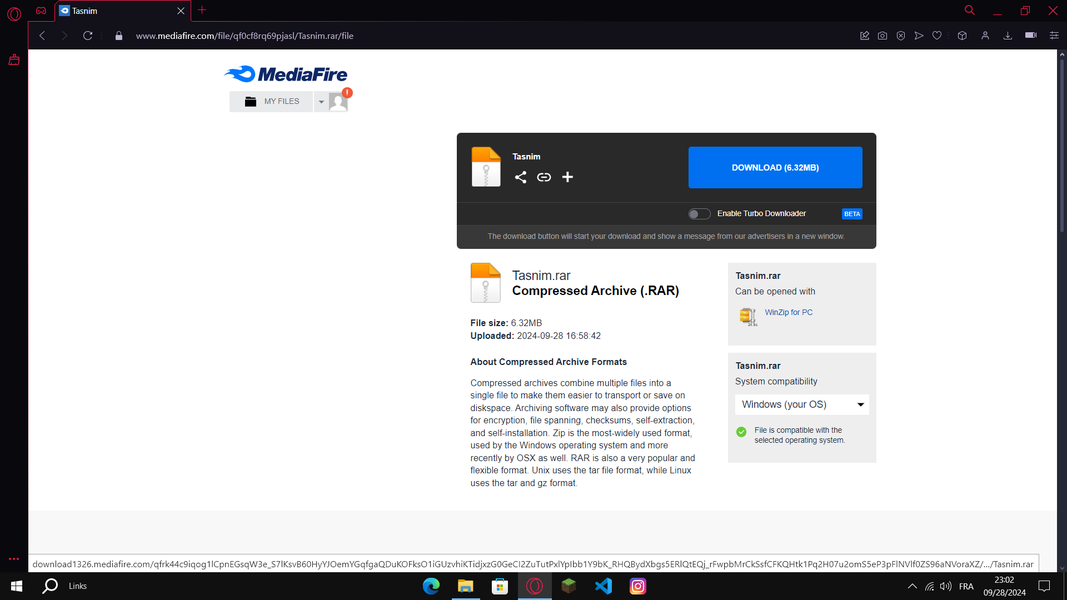 Tasnim
www.mediafire.com/file/qf0cf8rq69pjasl/Tasnim.rar/file
MediaFire
MY FILES
!
Tasnim
DOWNLOAD (6.32MB)
Enable Turbo Downloader
BETA
The download button will start your download and show a message from our advertisers in a new window.
Tasnim.rar
Compressed Archive (.RAR)
File size: 6.32MB
Uploaded: 2024-09-28 16:58:42
About Compressed Archive Formats
Compressed archives combine multiple files into a
single file to make them easier to transport or save on
diskspace. Archiving software may also provide options
for encryption, file spanning, checksums, self-extraction,
and self-installation. Zip is the most-widely used format,
used by the Windows operating system and more
recently by OSX as well. RAR is also a very popular and
flexible format. Unix uses the tar file format, while Linux
uses the tar and gz format.
Tasnim.rar
Can be opened with
WinZip for PC
Tasnim.rar
System compatibility
Windows (your OS)
File is compatible with the
selected operating system.
Links
FRA
23:02
09/28/2024